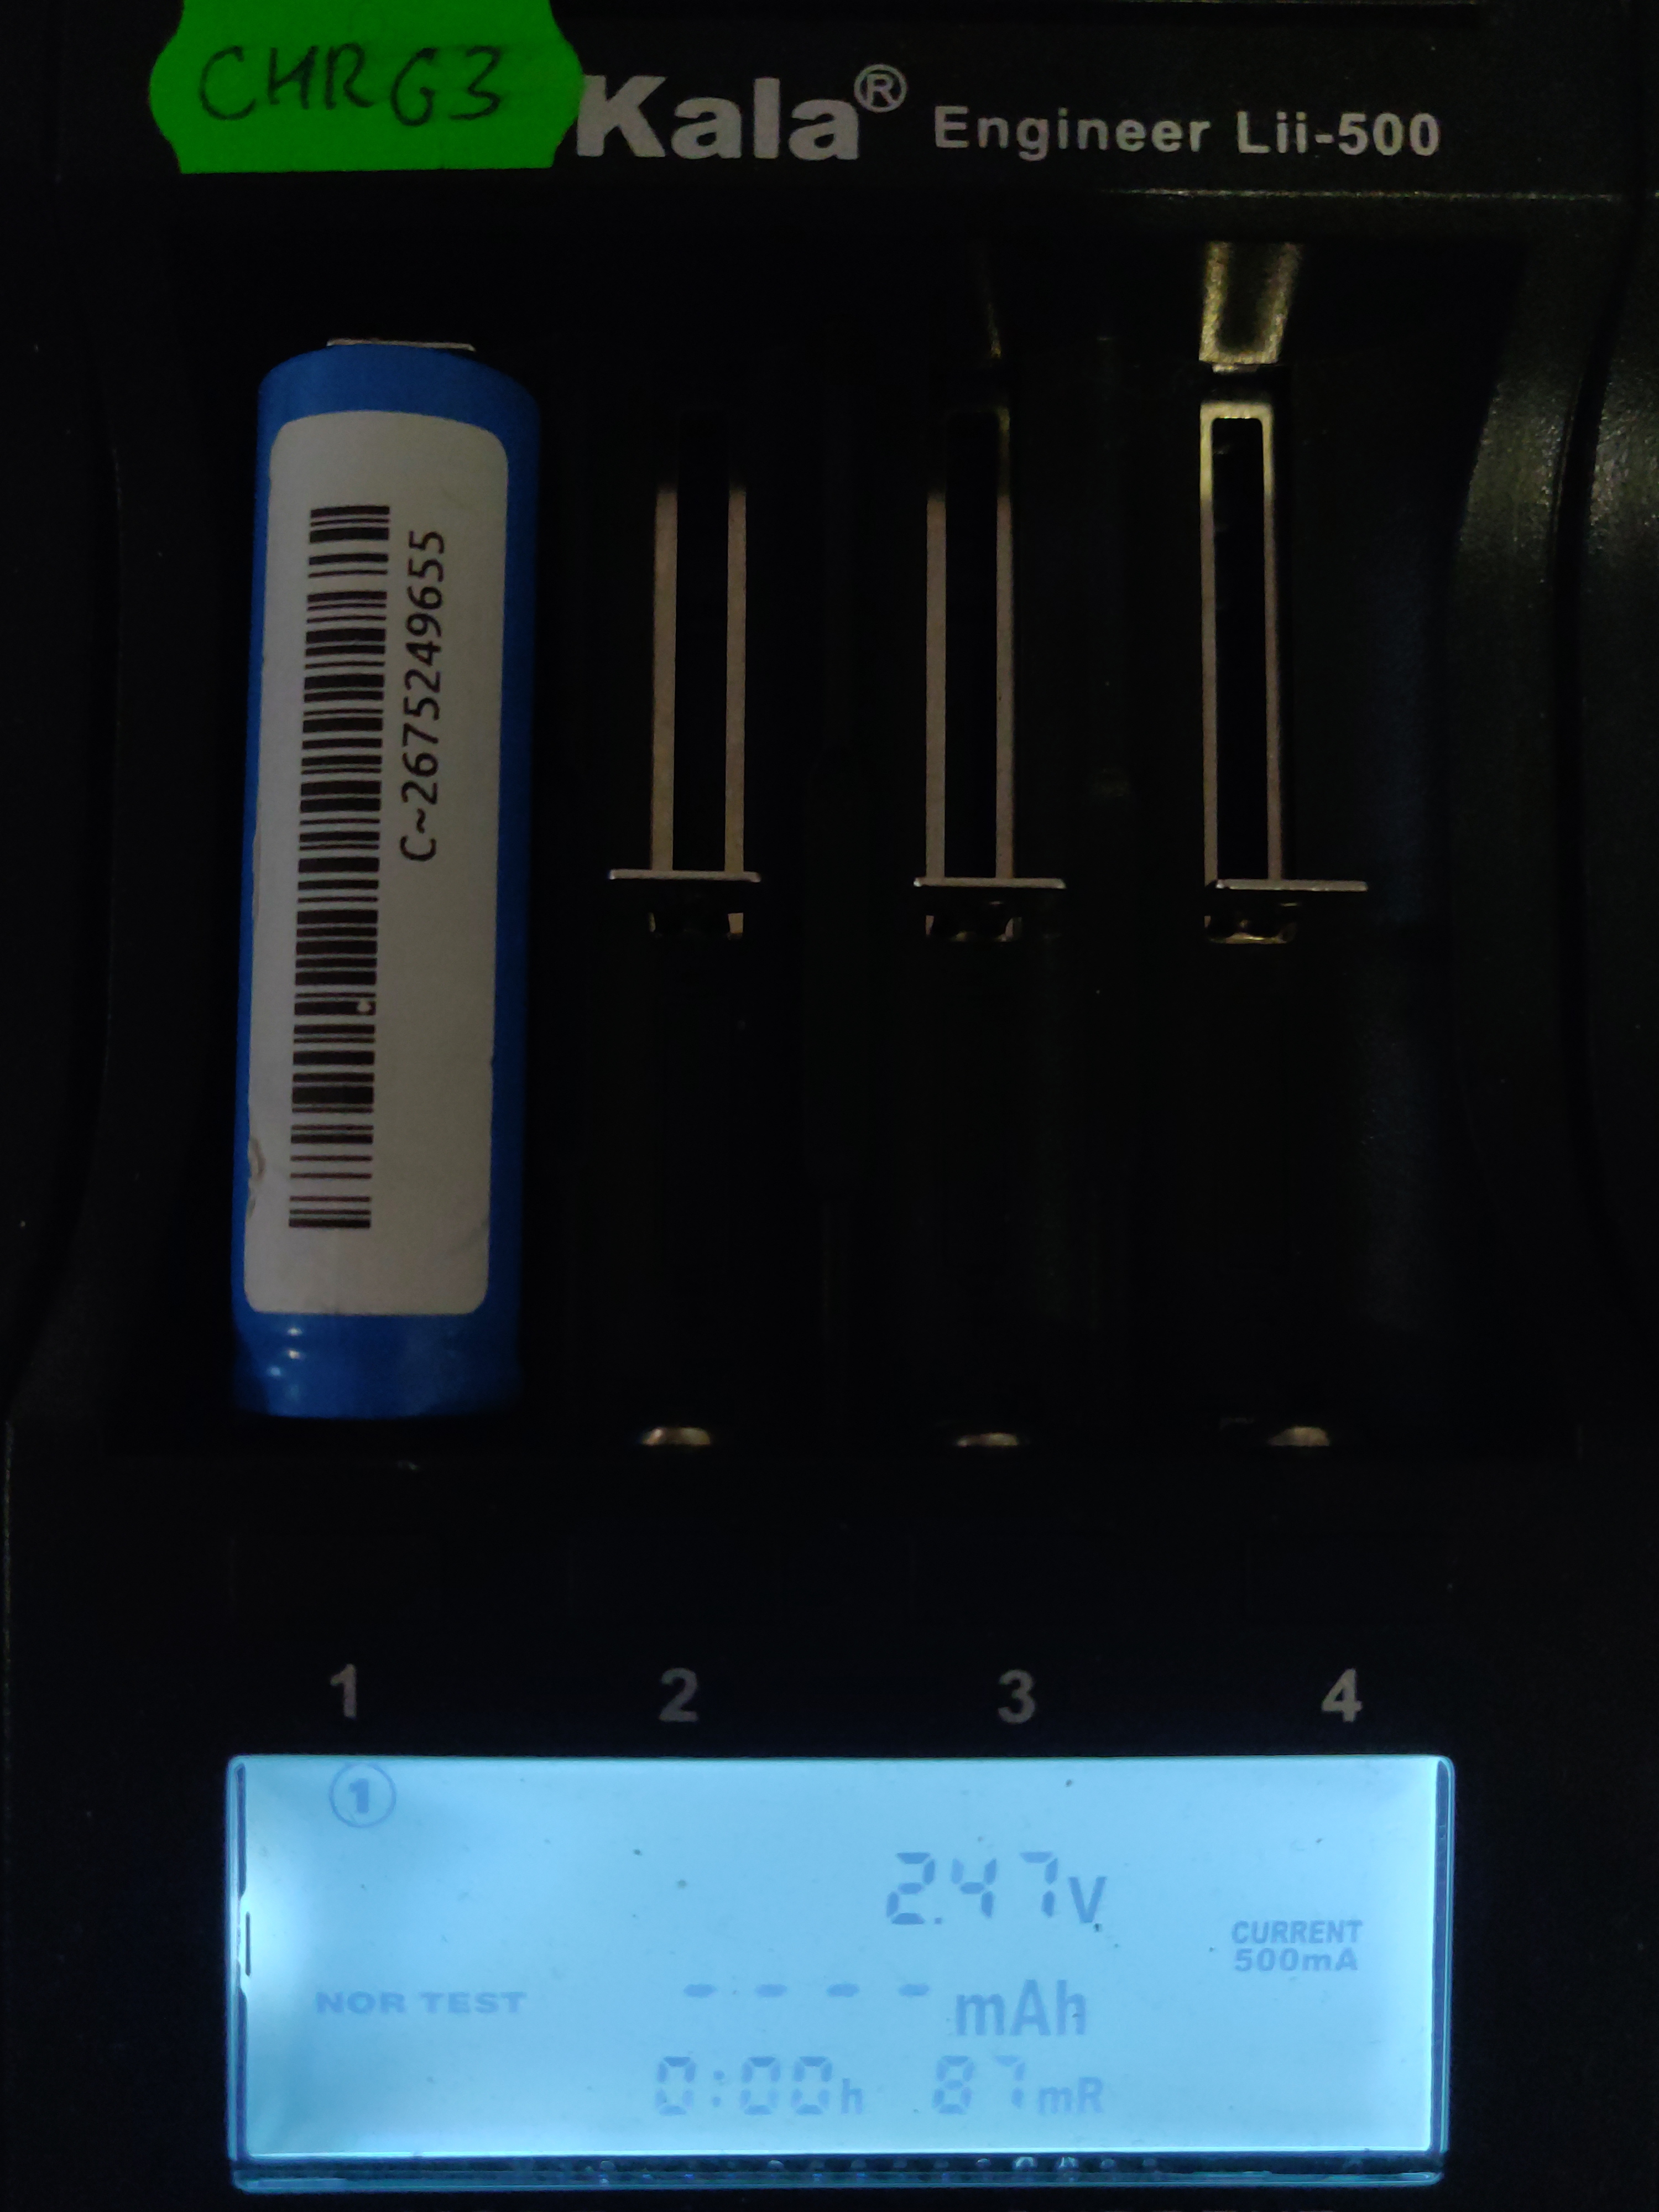 CHRG3
Kala® Engineer Lii-500
C~2675249655
1 2 3 4
1
2.47V
CURRENT
500mA
NOR TEST
- - - - mAh
0:00h 87mR